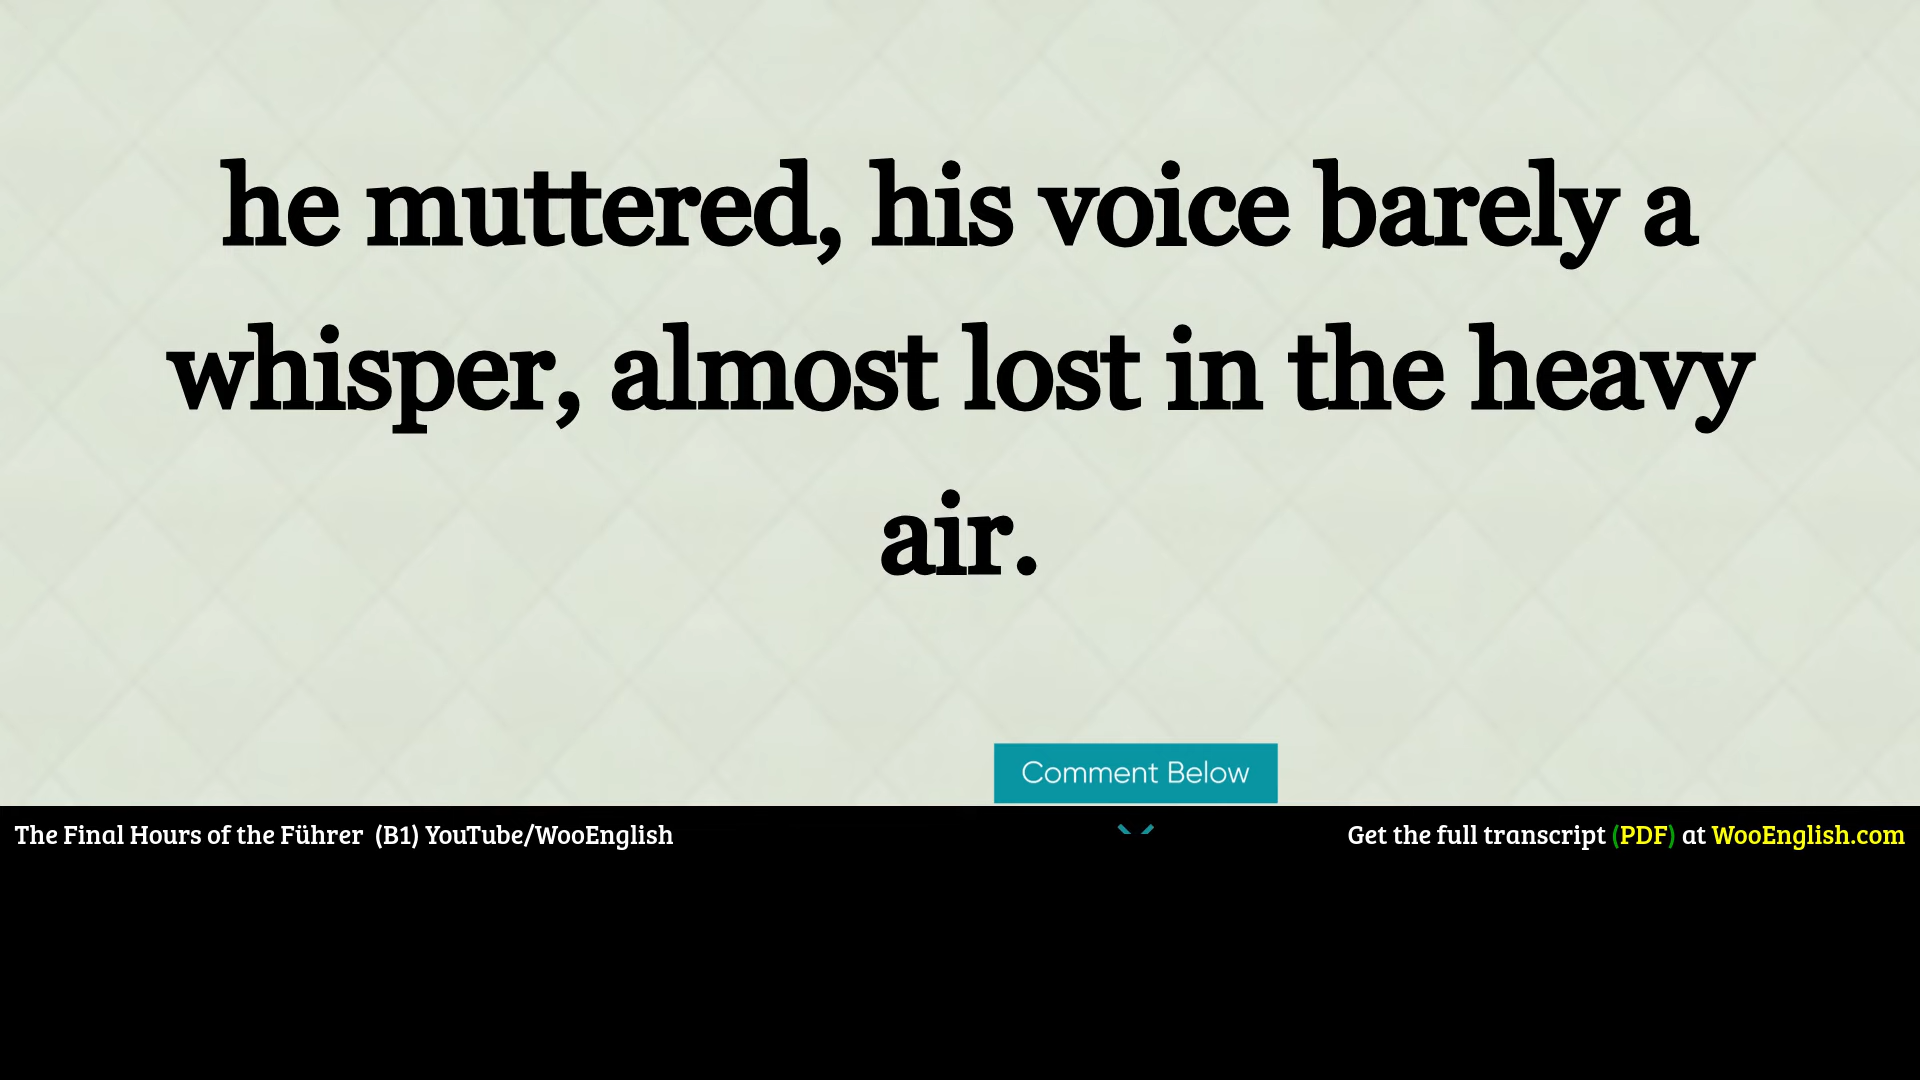 he muttered, his voice barely a
whisper, almost lost in the heavy
air.
Comment Below
The Final Hours of the Führer (B1) YouTube/WooEnglish
Get the full transcript (PDF) at WooEnglish.com